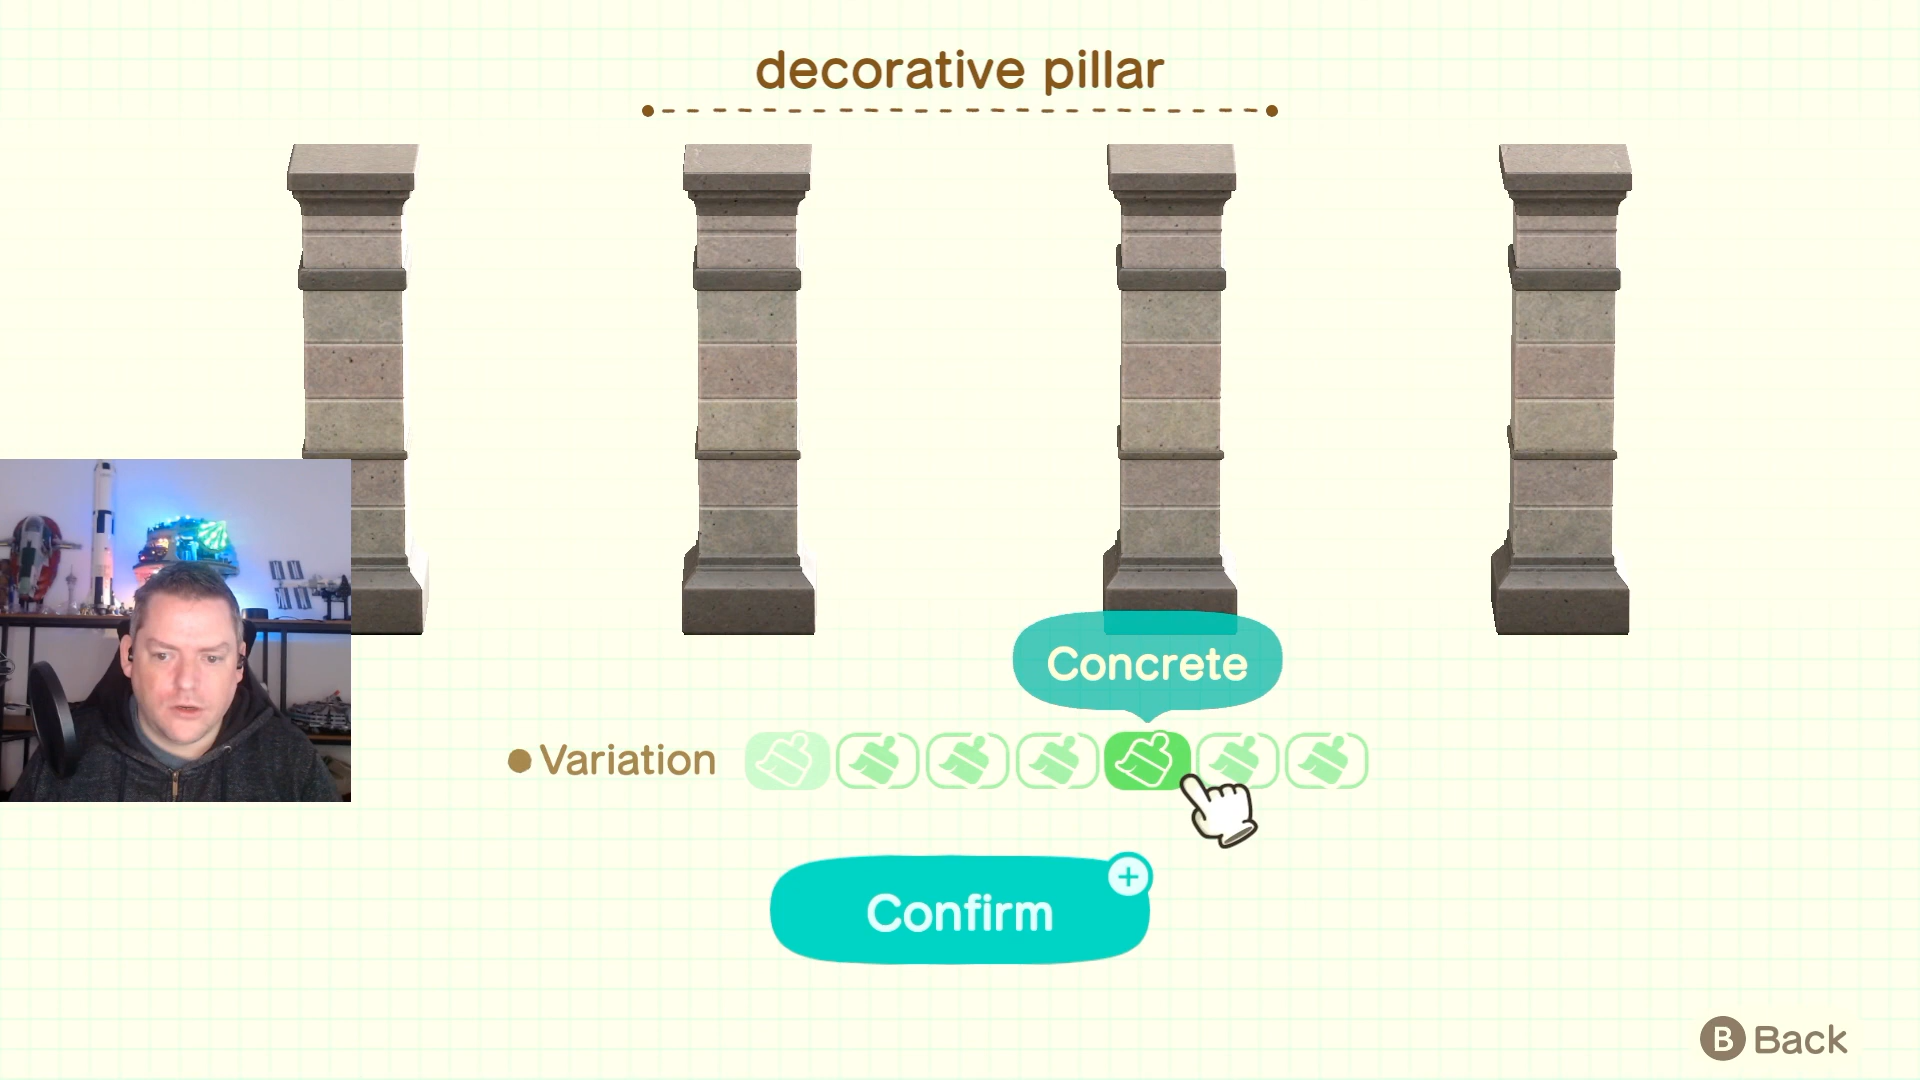 decorative pillar
Concrete
Variation
Confirm
B Back